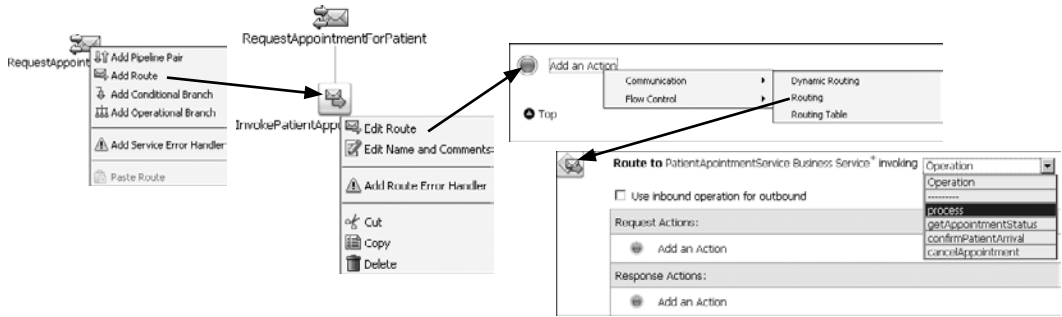 RequestAppoint
Add Pipeline Pair
Add Route
Add Conditional Branch
Add Operational Branch
Add Service Error Handler
Paste Route
RequestAppointmentForPatient
InvokePatientAppo
Edit Route
Edit Name and Comments
Add Route Error Handler
Cut
Copy
Delete
Add an Action
Communication
Flow Control
Dynamic Routing
Routing
Routing Table
Top
Route to PatientApointmentService Business Service* invoking Operation
Operation
---------
process
getAppointmentStatus
confirmPatientArrival
cancelAppointment
Use inbound operation for outbound
Request Actions:
Add an Action
Response Actions:
Add an Action